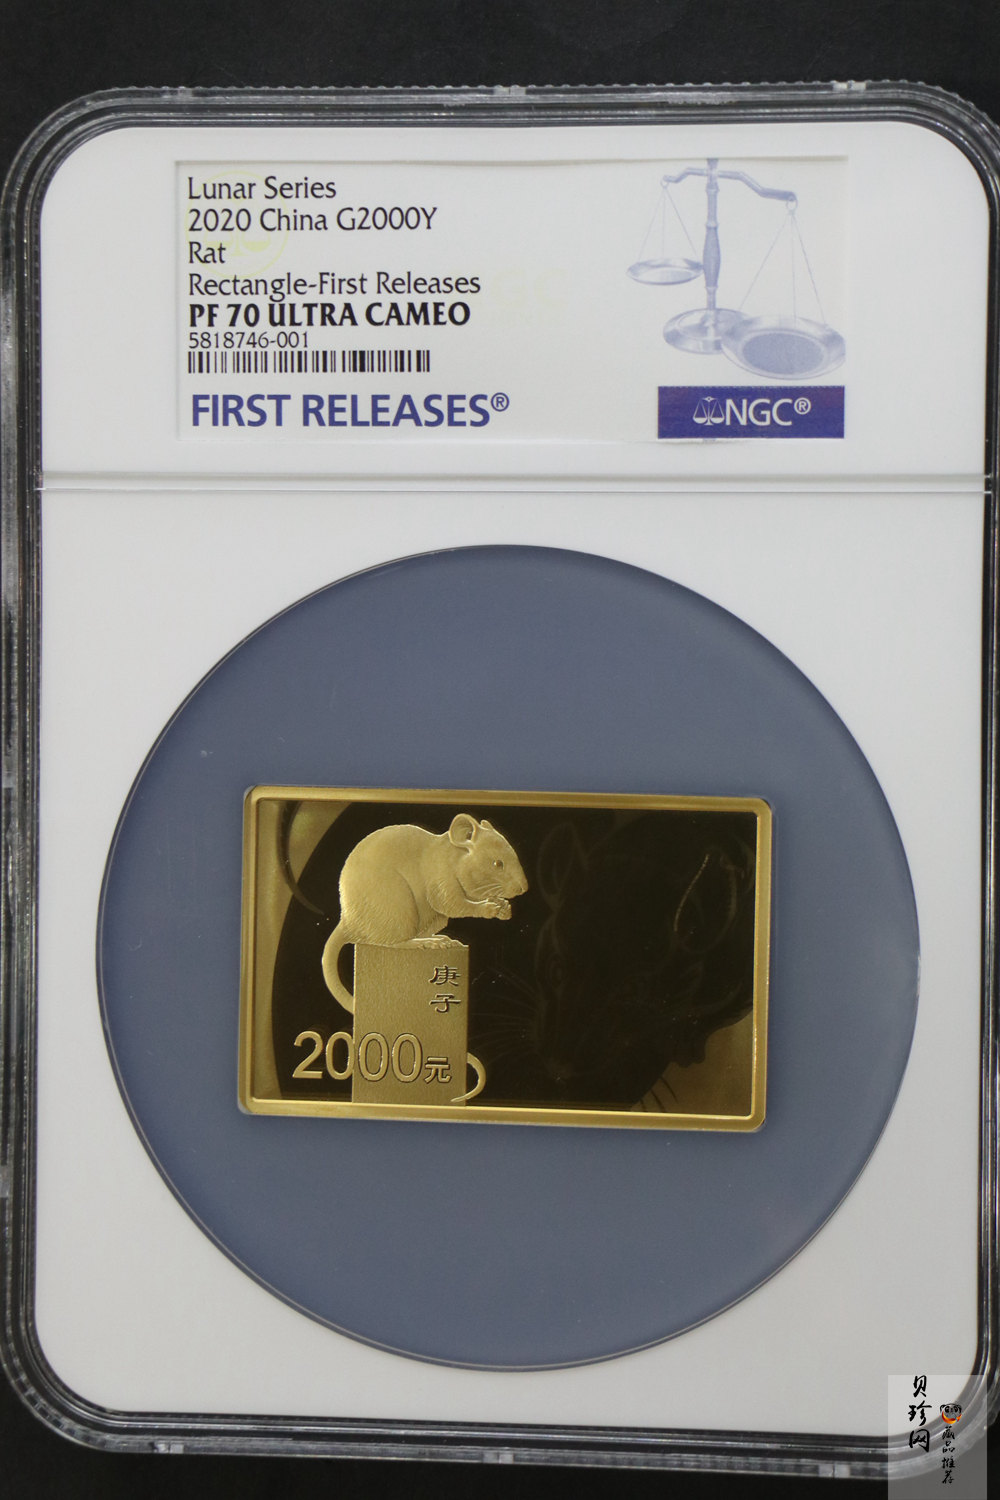 Lunar Series
2020 China G2000Y
Rat
Rectangle-First Releases
PF 70 ULTRA CAMEO
5818746-001
FIRST RELEASES®
NGC®
庚子
2000元
贝珍网
藏品推荐